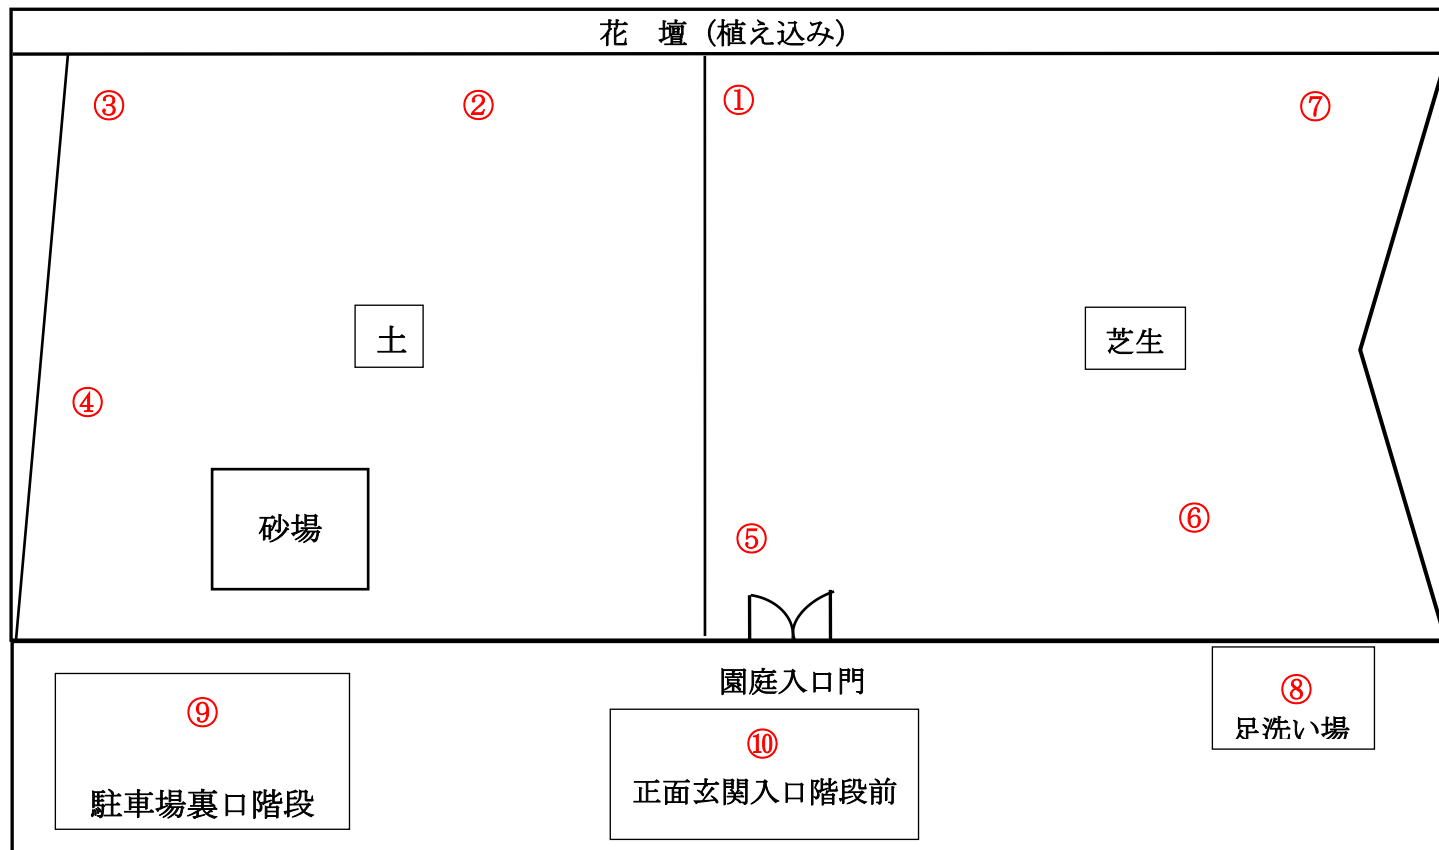 花　壇（植え込み）
③
②
①
⑦
土
芝生
④
砂場
⑤
⑥
園庭入口門
⑧
足洗い場
⑨
駐車場裏口階段
⑩
正面玄関入口階段前